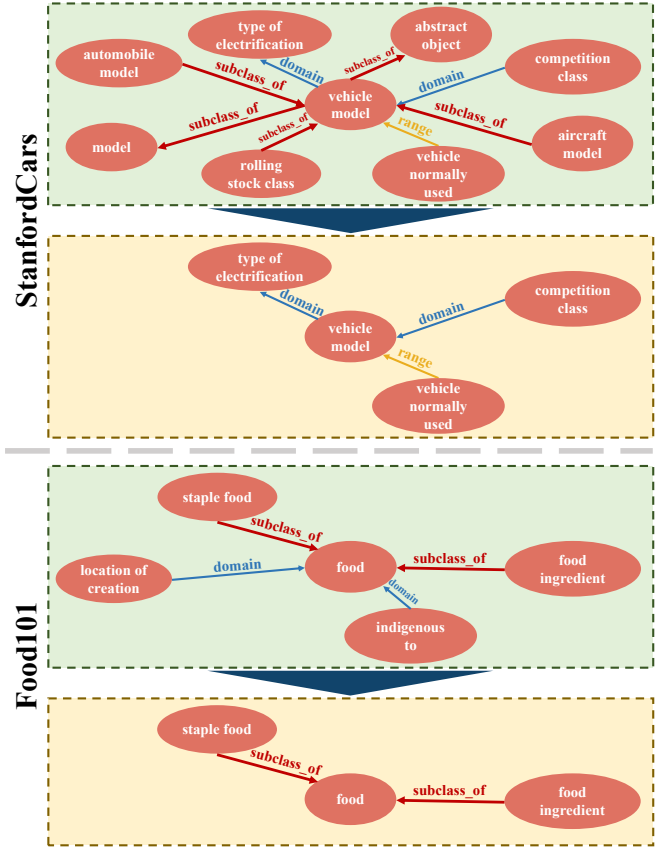 StanfordCars
type of
electrification
abstract
object
automobile
model
competition
class
subclass_of
domain
subclass_of
domain
vehicle
model
subclass_of
subclass_of
subclass_of
range
model
rolling
stock class
vehicle
normally
used
aircraft
model
type of
electrification
domain
competition
class
domain
vehicle
model
range
vehicle
normally
used
Food101
staple food
subclass_of
location of
creation
domain
food
subclass_of
food
ingredient
domain
indigenous
to
staple food
subclass_of
food
subclass_of
food
ingredient